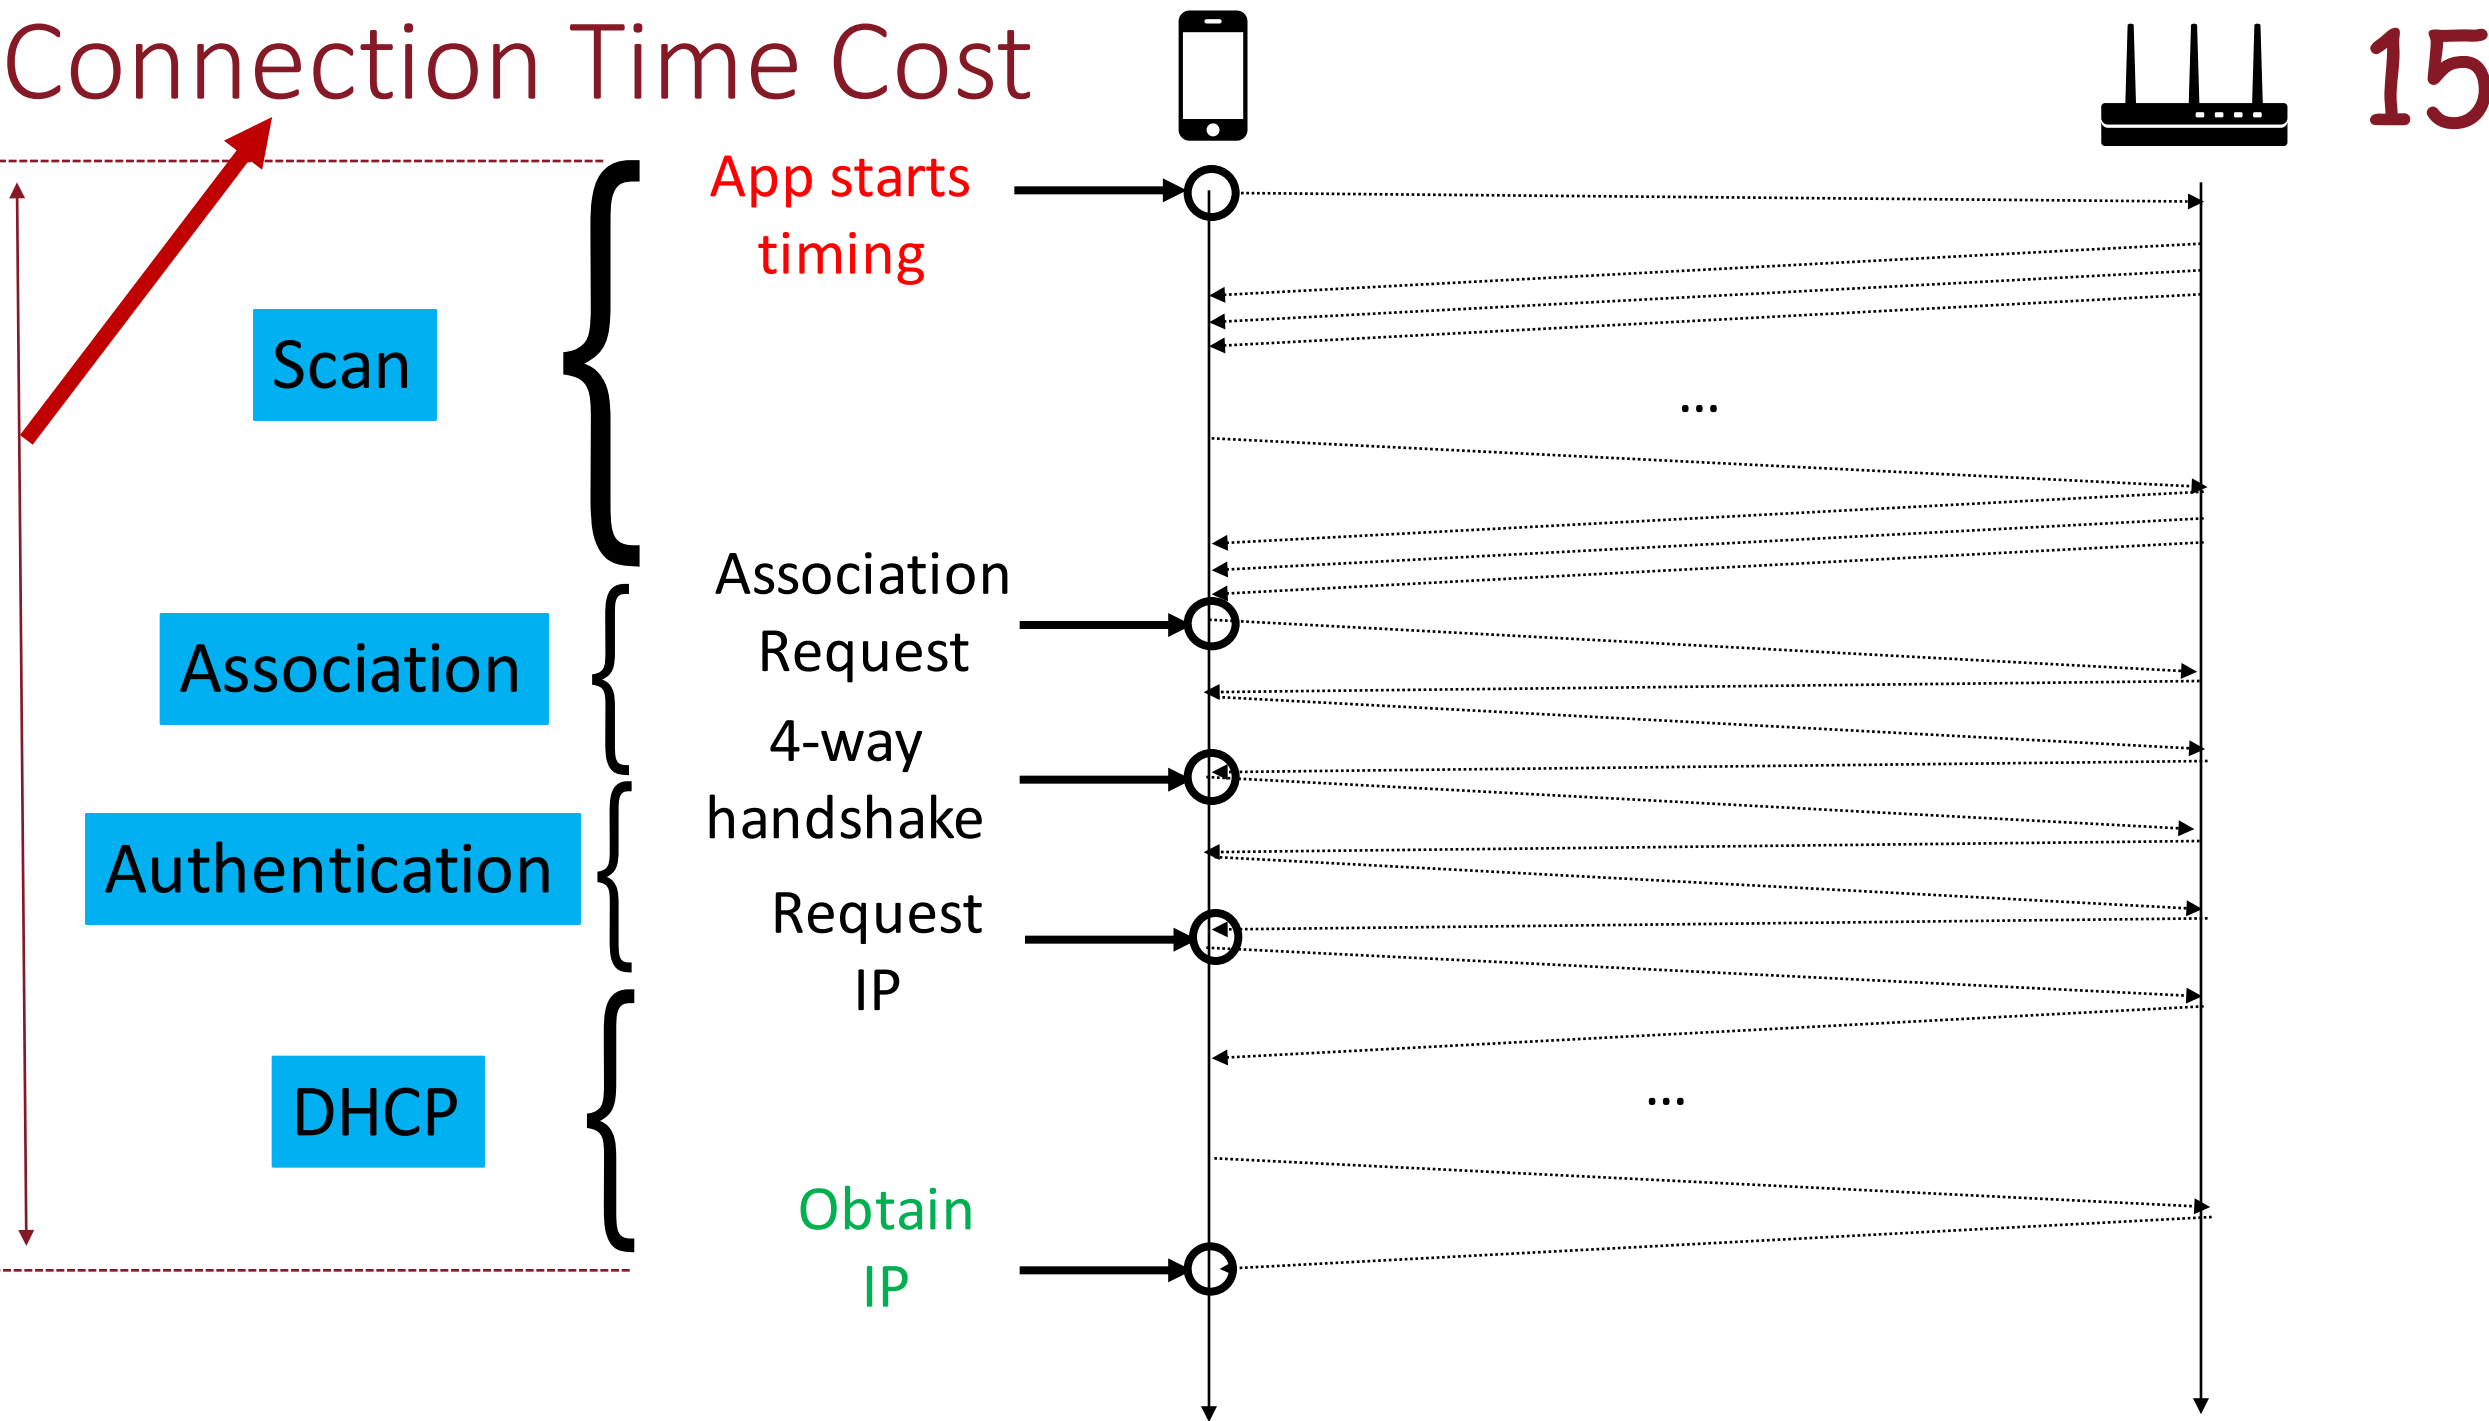 Connection Time Cost
15
App starts
timing
Scan
...
Association
Request
Association
4-way
handshake
Authentication
Request
IP
DHCP
...
Obtain
IP